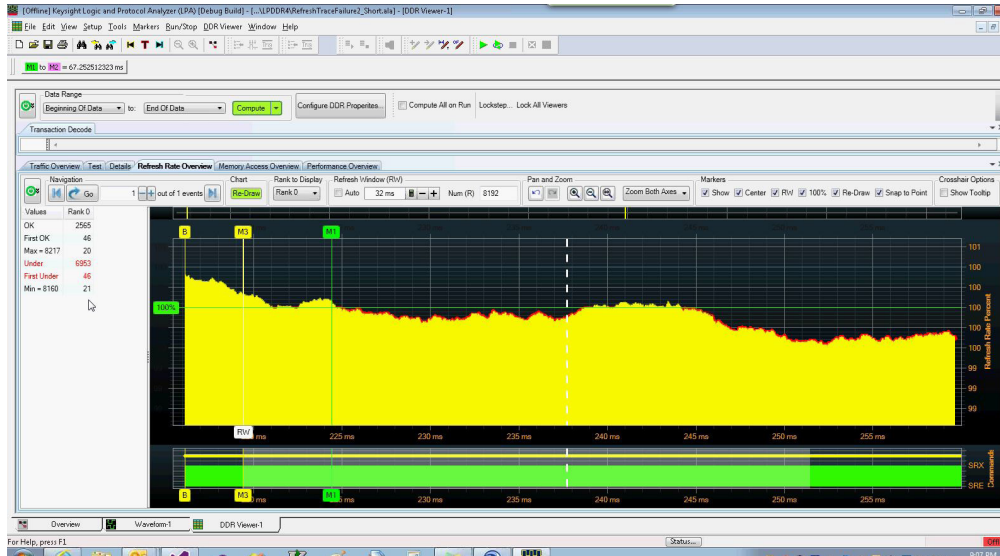 [Offline] Keysight Logic and Protocol Analyzer (LPA) [Debug Build] - [...\LPDDR4\RefreshTraceFailure2_Short.ala] - [DDR Viewer-1]
File Edit View Setup Tools Markers Run/Stop DDR Viewer Window Help
M1 to M2 = 67.252512323 ms
Data Range
Beginning Of Data to: End Of Data Compute Configure DDR Properites... Compute All on Run Lockstep... Lock All Viewers
Transaction Decode
Traffic Overview Test Details Refresh Rate Overview Memory Access Overview Performance Overview
Navigation Chart Rank to Display Refresh Window (RW) Pan and Zoom Markers Crosshair Options
Go 1 out of 1 events Re-Draw Rank 0 Auto 32 ms Num (R) 8192 Zoom Both Axes Show Center RW 100% Re-Draw Snap to Point Show Tooltip
Values Rank 0
OK 2565
First OK 46
Max = 8217 20
Under 6953
First Under 46
Min = 8160 21
B M3 M1
101
100
100
100%
100
100
100
99
99
Refresh Rate Percent
RW ms 225 ms 230 ms 235 ms 240 ms 245 ms 250 ms 255 ms
SRX
SRE
Commands
B M3 ms M1 ms 230 ms 235 ms 240 ms 245 ms 250 ms 255 ms
Overview Waveform-1 DDR Viewer-1
For Help, press F1 Status... Off
9:07 PM